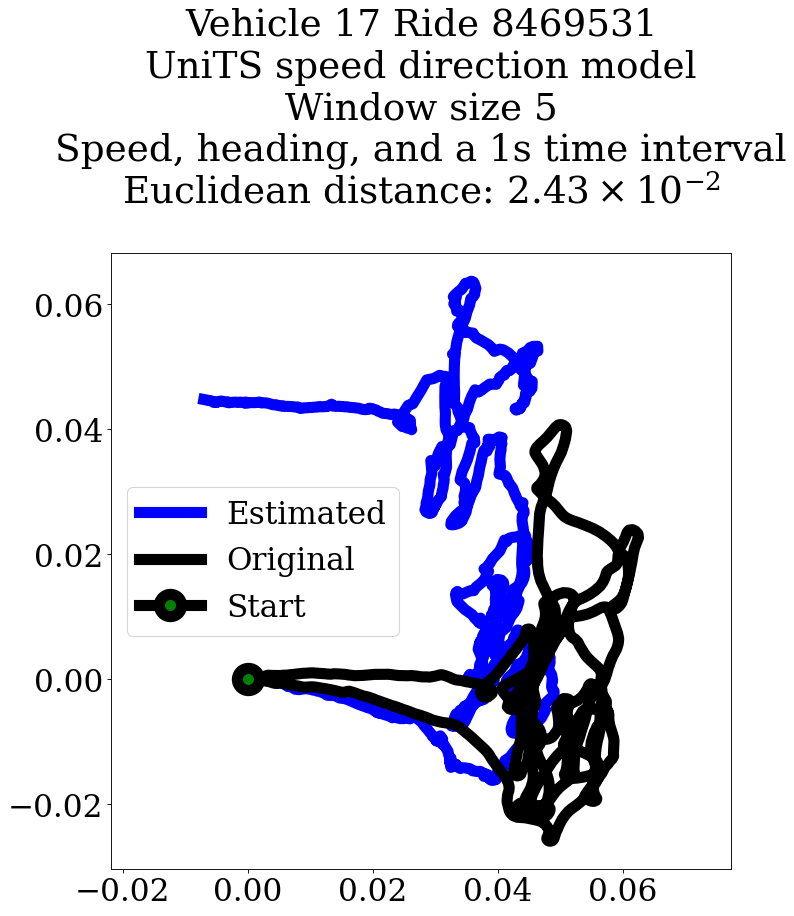 Vehicle 17 Ride 8469531
UniTS speed direction model
Window size 5
Speed, heading, and a 1s time interval
Euclidean distance: 2.43 × 10⁻²
0.06
0.04
0.02
0.00
−0.02
Estimated
Original
Start
−0.02 0.00 0.02 0.04 0.06